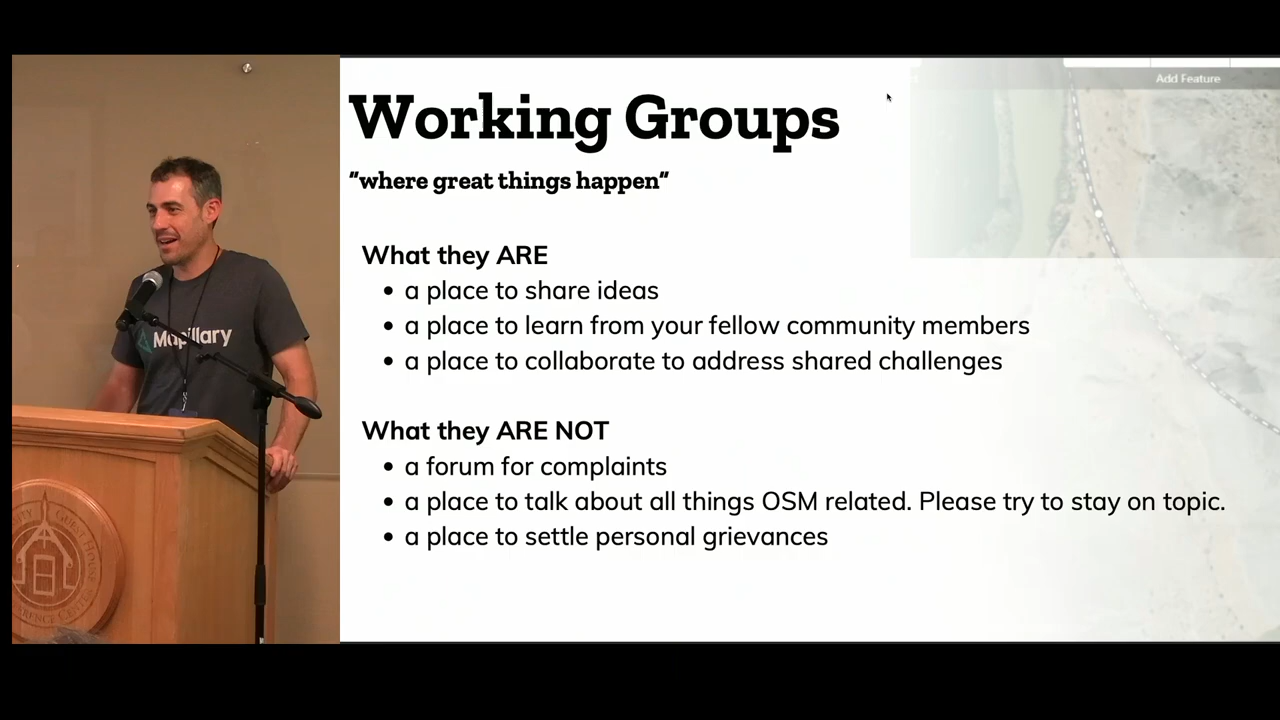 Add Feature
Working Groups
"where great things happen"
What they ARE
• a place to share ideas
• a place to learn from your fellow community members
• a place to collaborate to address shared challenges
What they ARE NOT
• a forum for complaints
• a place to talk about all things OSM related. Please try to stay on topic.
• a place to settle personal grievances
Mapillary
GUEST HOUSE